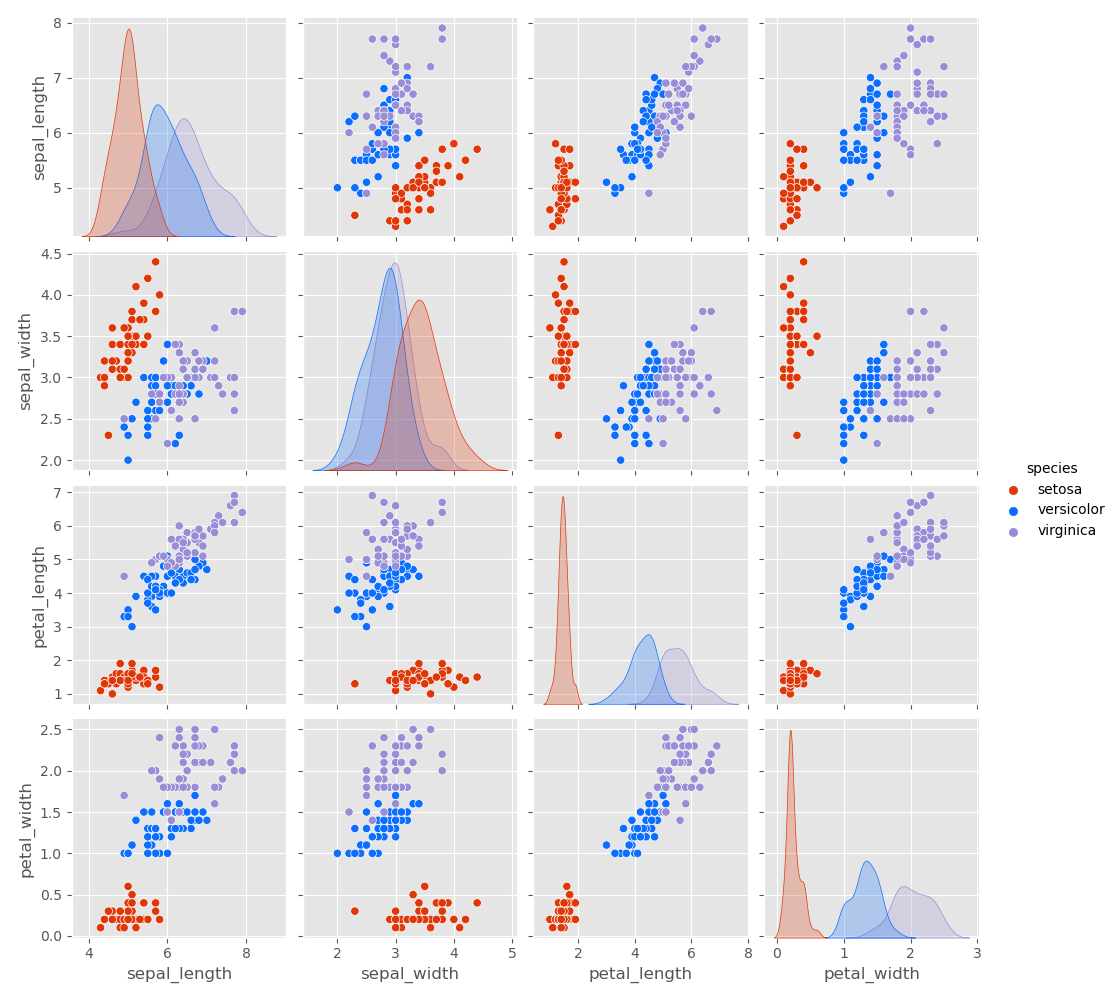 8
7
6
5
sepal_length
4.5
4.0
3.5
3.0
2.5
2.0
sepal_width
7
6
5
4
3
2
1
petal_length
2.5
2.0
1.5
1.0
0.5
0.0
petal_width
4 6 8
sepal_length
2 3 4 5
sepal_width
2 4 6 8
petal_length
0 1 2 3
petal_width
species
setosa
versicolor
virginica